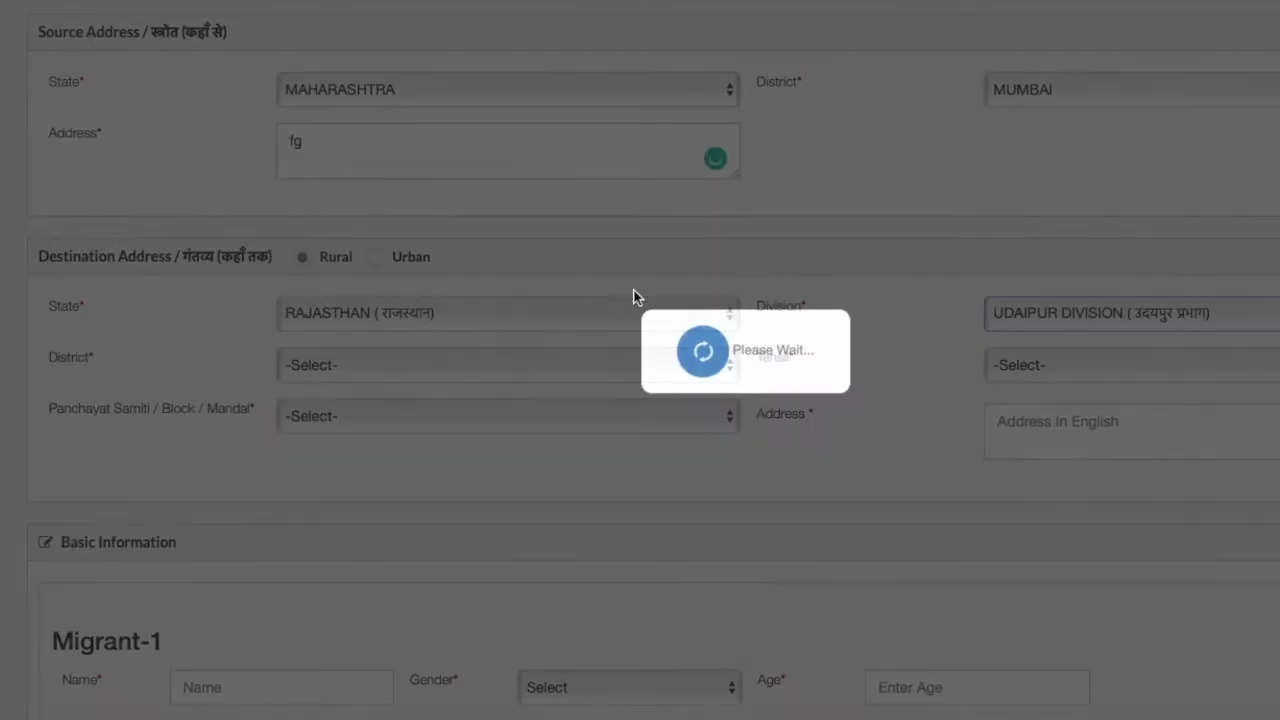 Source Address / स्त्रोत (कहाँ से)
State* MAHARASHTRA District* MUMBAI
Address* fg
Destination Address / गंतव्य (कहाँ तक) Rural Urban
State* RAJASTHAN ( राजस्थान) Division* UDAIPUR DIVISION ( उदयपुर प्रभाग)
Please Wait...
District* -Select- Tehsil* -Select-
Panchayat Samiti / Block / Mandal* -Select- Address * Address In English
Basic Information
Migrant-1
Name* Name Gender* Select Age* Enter Age